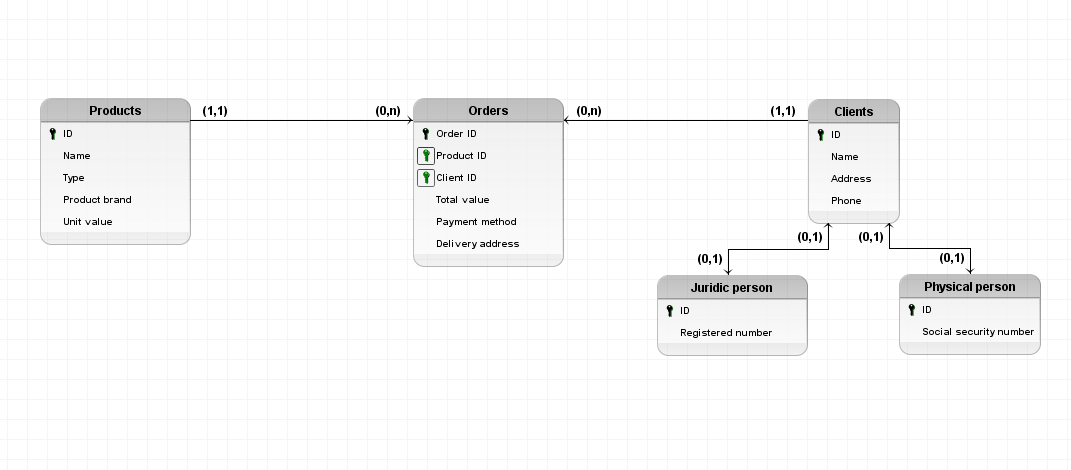 Products
ID
Name
Type
Product brand
Unit value
(1,1)
(0,n)
Orders
Order ID
Product ID
Client ID
Total value
Payment method
Delivery address
(0,n)
(1,1)
Clients
ID
Name
Address
Phone
(0,1)
(0,1)
(0,1)
(0,1)
Juridic person
ID
Registered number
Physical person
ID
Social security number